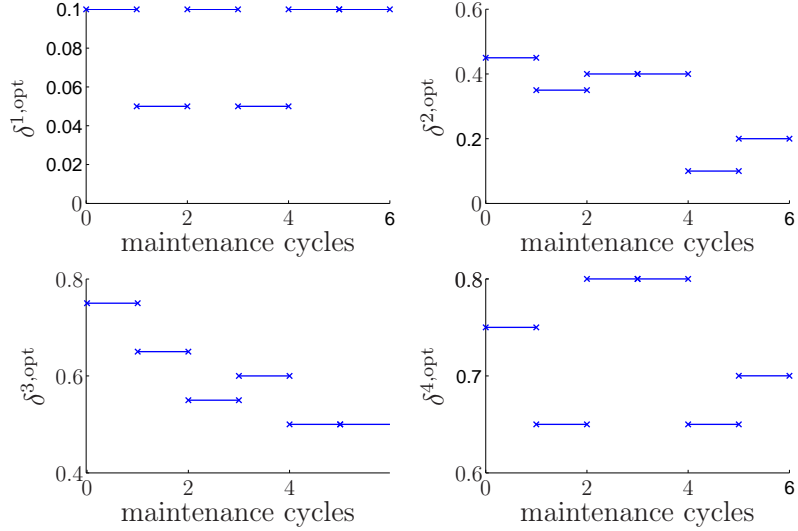 0.1
0.08
0.06
0.04
0.02
0
δ^{1,opt}
0 2 4 6
maintenance cycles
0.6
0.4
0.2
0
δ^{2,opt}
0 2 4 6
maintenance cycles
0.8
0.6
0.4
δ^{3,opt}
0 2 4
maintenance cycles
0.8
0.7
0.6
δ^{4,opt}
0 2 4 6
maintenance cycles